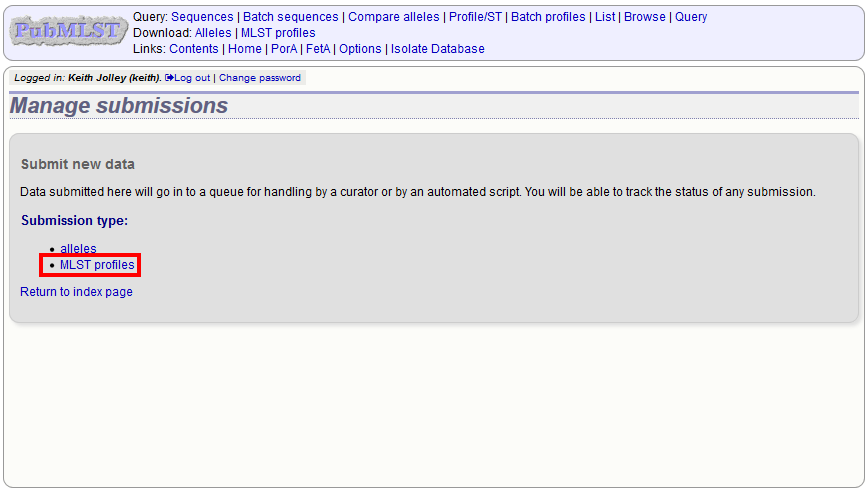 PubMLST
Query: Sequences | Batch sequences | Compare alleles | Profile/ST | Batch profiles | List | Browse | Query
Download: Alleles | MLST profiles
Links: Contents | Home | PorA | FetA | Options | Isolate Database
Logged in: Keith Jolley (keith). Log out | Change password
Manage submissions
Submit new data
Data submitted here will go in to a queue for handling by a curator or by an automated script. You will be able to track the status of any submission.
Submission type:
• alleles
• MLST profiles
Return to index page